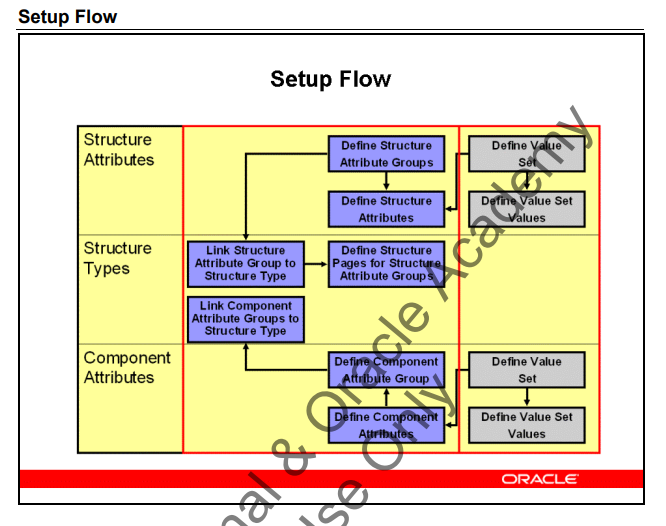 Setup Flow
Setup Flow
Structure
Attributes
Define Structure
Attribute Groups
Define Value
Set
Define Structure
Attributes
Define Value Set
Values
Structure
Types
Link Structure
Attribute Group to
Structure Type
Define Structure
Pages for Structure
Attribute Groups
Link Component
Attribute Groups to
Structure Type
Component
Attributes
Define Component
Attribute Group
Define Value
Set
Define Component
Attributes
Define Value Set
Values
ORACLE
nal & Oracle Academy
Use Only